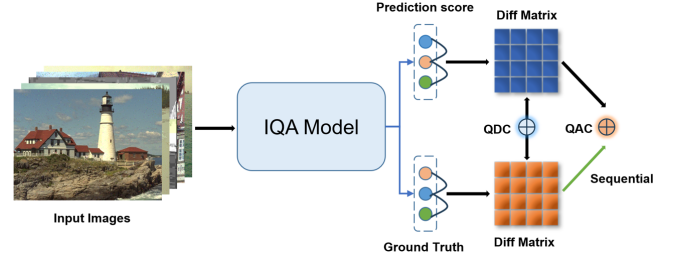 Prediction score
Diff Matrix
IQA Model
QDC
QAC
Sequential
Input Images
Ground Truth
Diff Matrix